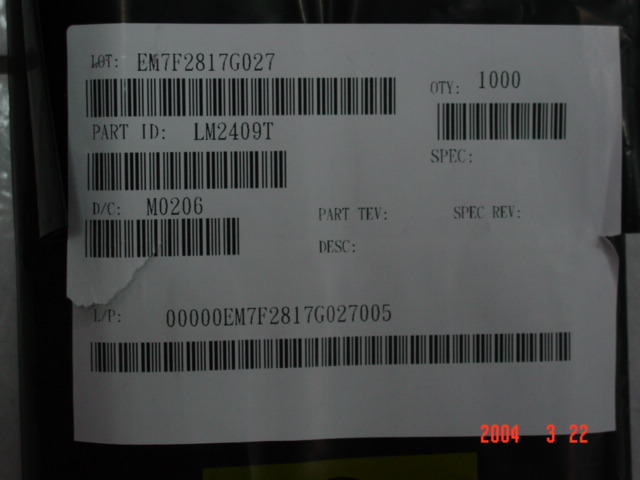 LOT: EM7F2817G027
QTY: 1000
PART ID: LM2409T
SPEC:
D/C: M0206
PART TEV: SPEC REV:
DESC:
L/P: 00000EM7F2817G027005
2004 3 22